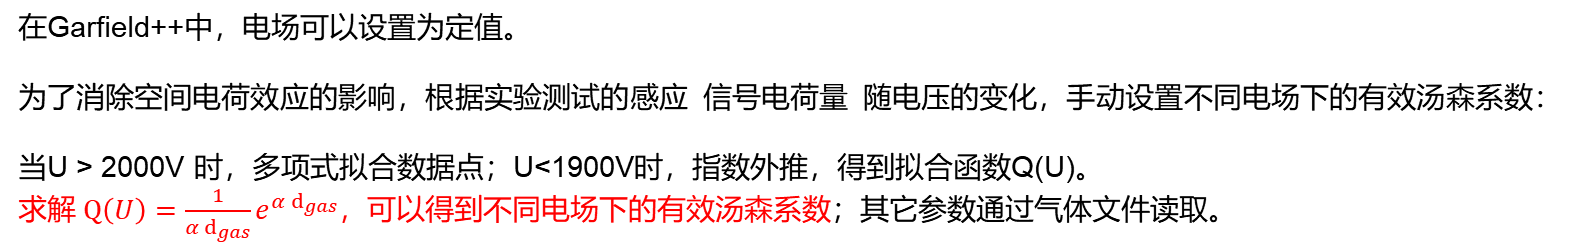 在Garfield++中，电场可以设置为定值。
为了消除空间电荷效应的影响，根据实验测试的感应 信号电荷量 随电压的变化，手动设置不同电场下的有效汤森系数：
当U > 2000V 时，多项式拟合数据点；U<1900V时，指数外推，得到拟合函数Q(U)。
求解 Q(U) = \frac{1}{α d_{gas}} e^{α d_{gas}}，可以得到不同电场下的有效汤森系数；其它参数通过气体文件读取。